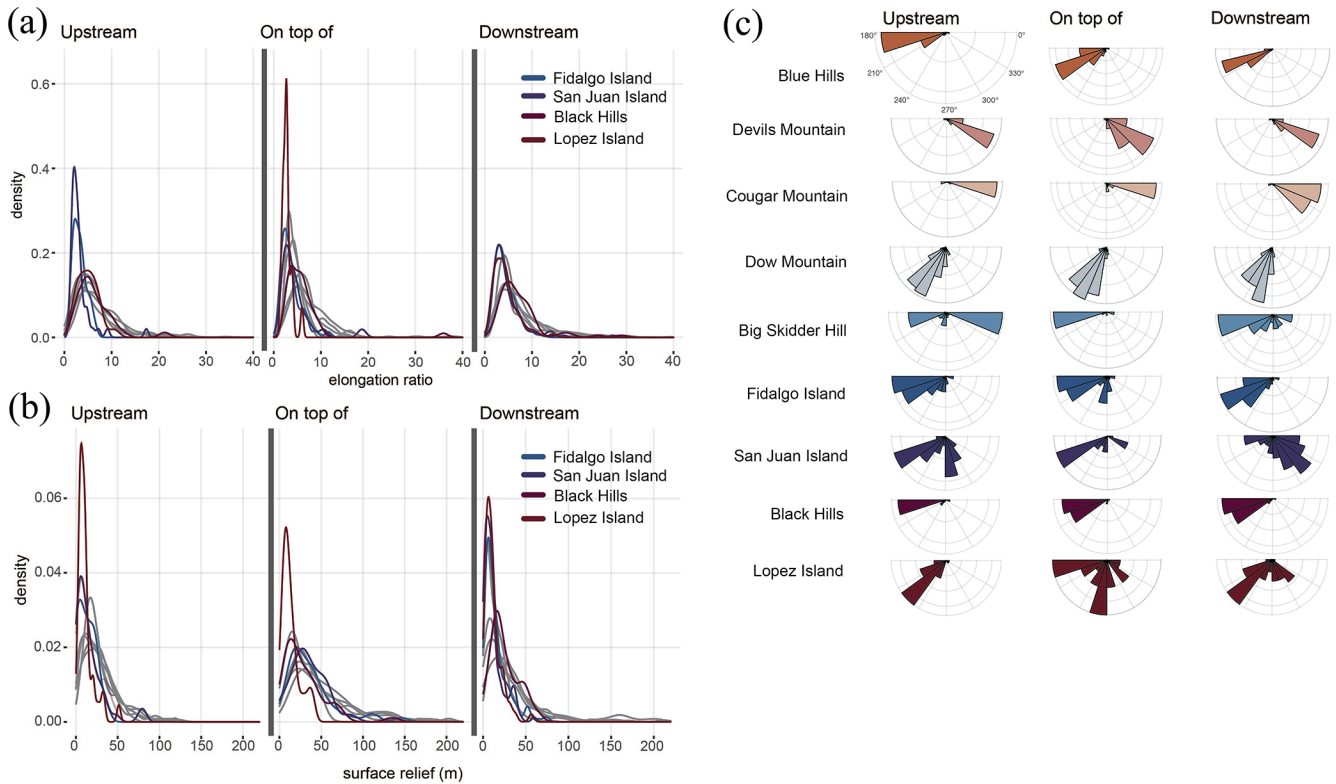 (a)
Upstream
On top of
Downstream
0.6
0.4
0.2
0.0
density
Fidalgo Island
San Juan Island
Black Hills
Lopez Island
0 10 20 30 40
0 10 20 30 40
0 10 20 30 40
elongation ratio
(b)
Upstream
On top of
Downstream
0.06
0.04
0.02
0.00
density
Fidalgo Island
San Juan Island
Black Hills
Lopez Island
0 50 100 150 200
0 50 100 150 200
0 50 100 150 200
surface relief (m)
(c)
Upstream
On top of
Downstream
180°
0°
210°
330°
240°
300°
270°
Blue Hills
Devils Mountain
Cougar Mountain
Dow Mountain
Big Skidder Hill
Fidalgo Island
San Juan Island
Black Hills
Lopez Island